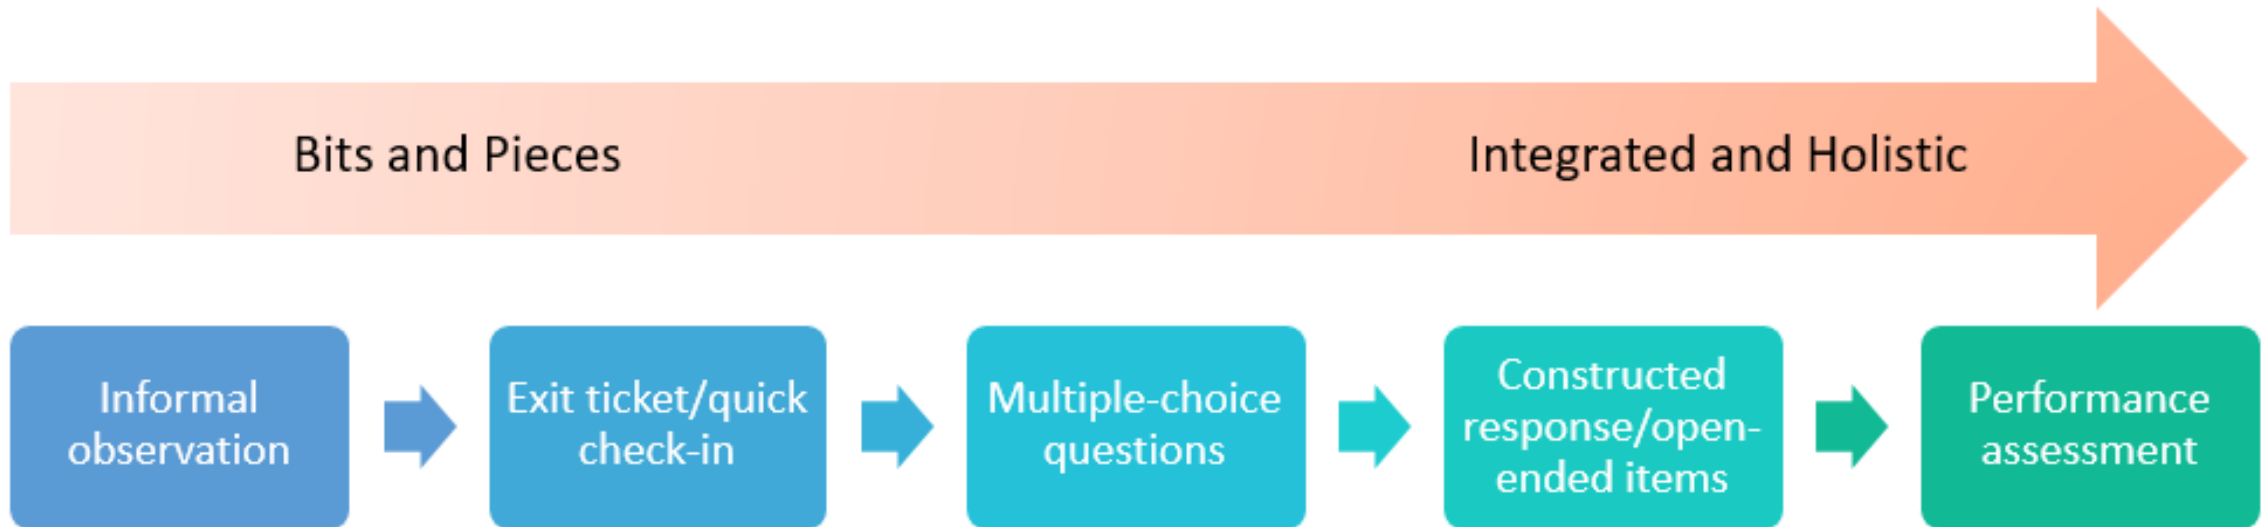 Bits and Pieces
Integrated and Holistic
Informal
observation
Exit ticket/quick
check-in
Multiple-choice
questions
Constructed
response/open-
ended items
Performance
assessment